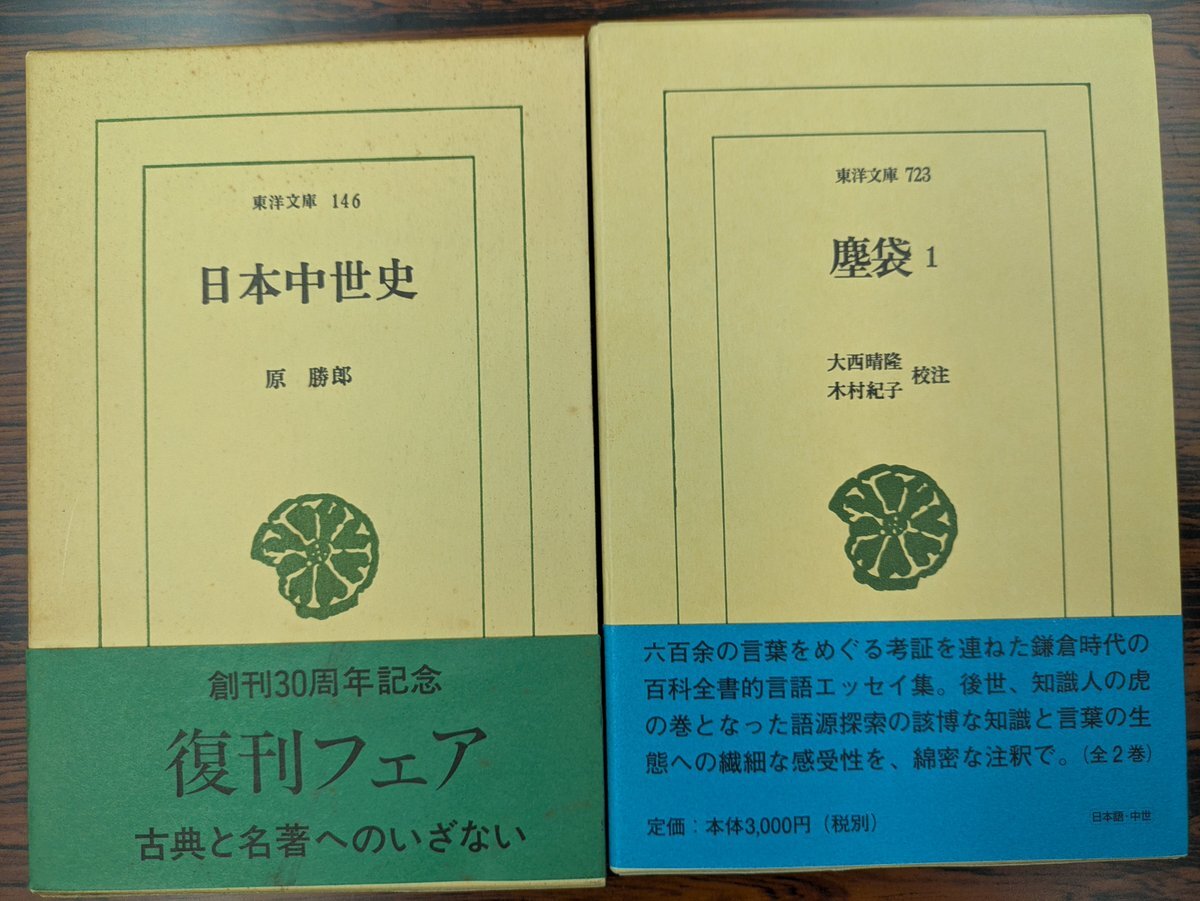 東洋文庫 146
日本中世史
原 勝郎
創刊30周年記念
復刊フェア
古典と名著へのいざない
東洋文庫 723
塵袋 1
大西晴隆
木村紀子
校注
六百余の言葉をめぐる考証を連ねた鎌倉時代の
百科全書的言語エッセイ集。後世、知識人の虎
の巻となった語源探索の該博な知識と言葉の生
態への繊細な感受性を、綿密な注釈で。(全2巻)
定価:本体3,000円(税別)
日本語・中世